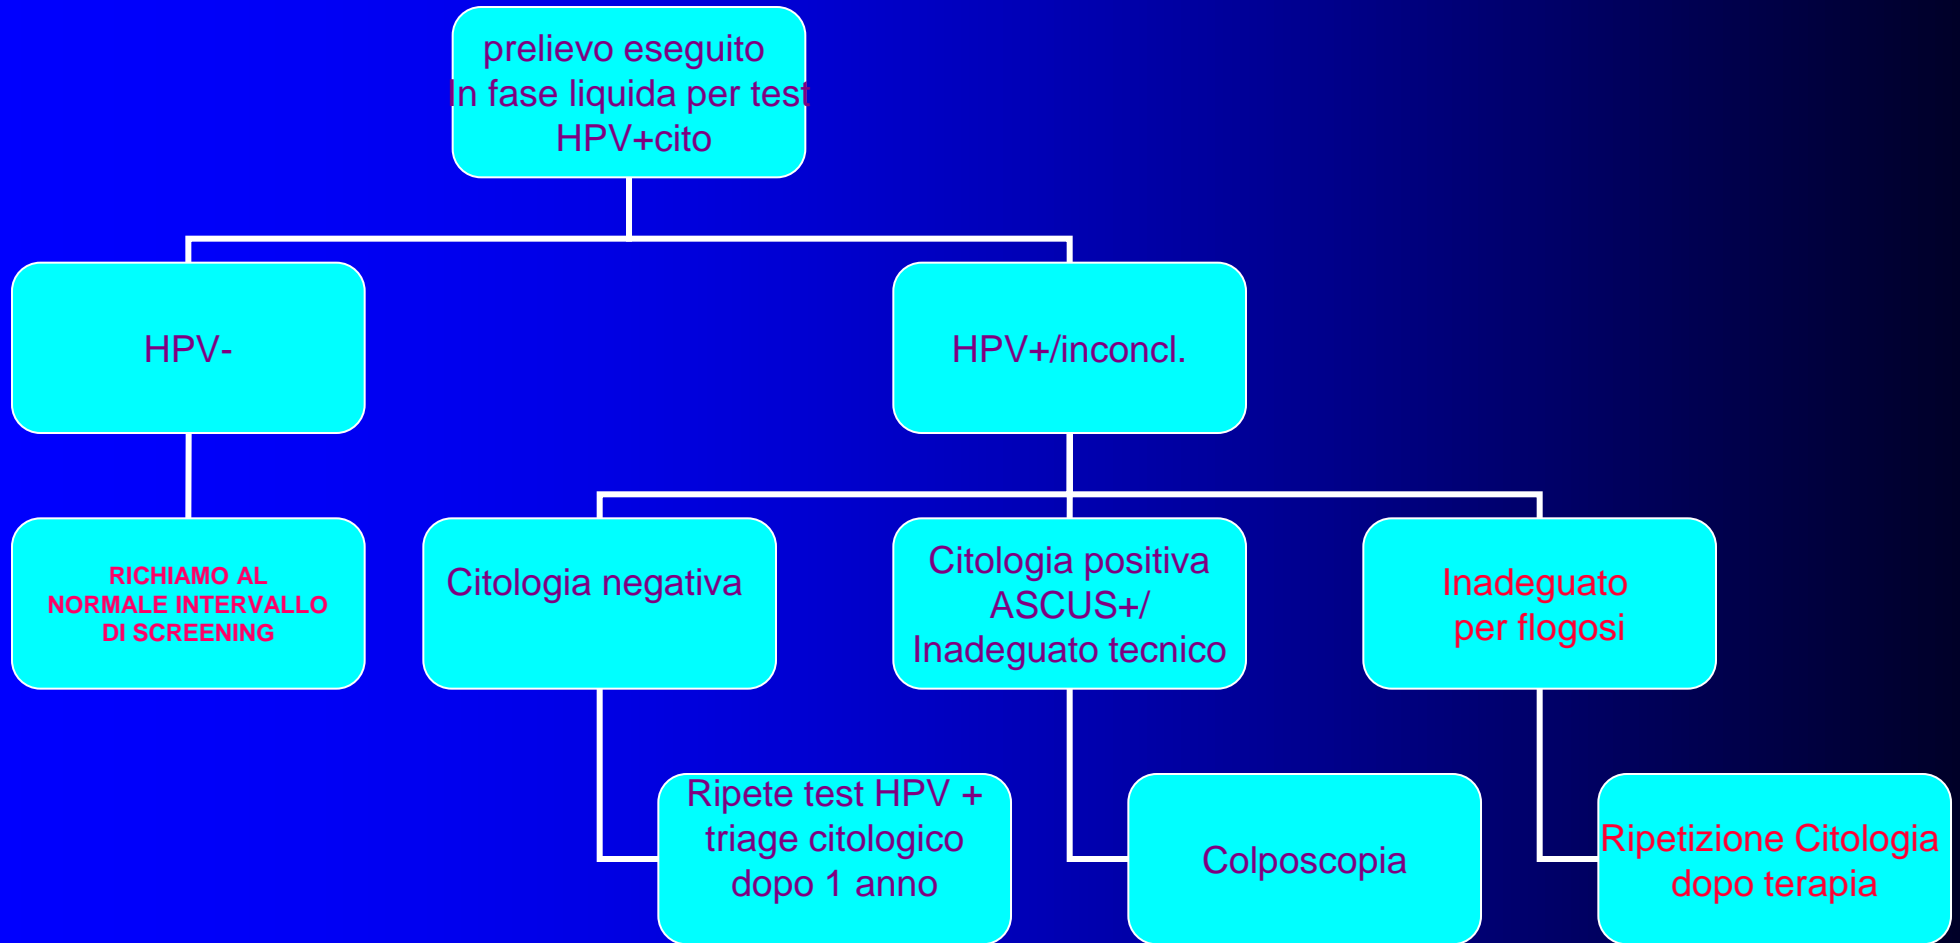 prelievo eseguito
In fase liquida per test
HPV+cito
HPV-
HPV+/inconcl.
RICHIAMO AL
NORMALE INTERVALLO
DI SCREENING
Citologia negativa
Citologia positiva
ASCUS+/
Inadeguato tecnico
Inadeguato
per flogosi
Ripete test HPV +
triage citologico
dopo 1 anno
Colposcopia
Ripetizione Citologia
dopo terapia